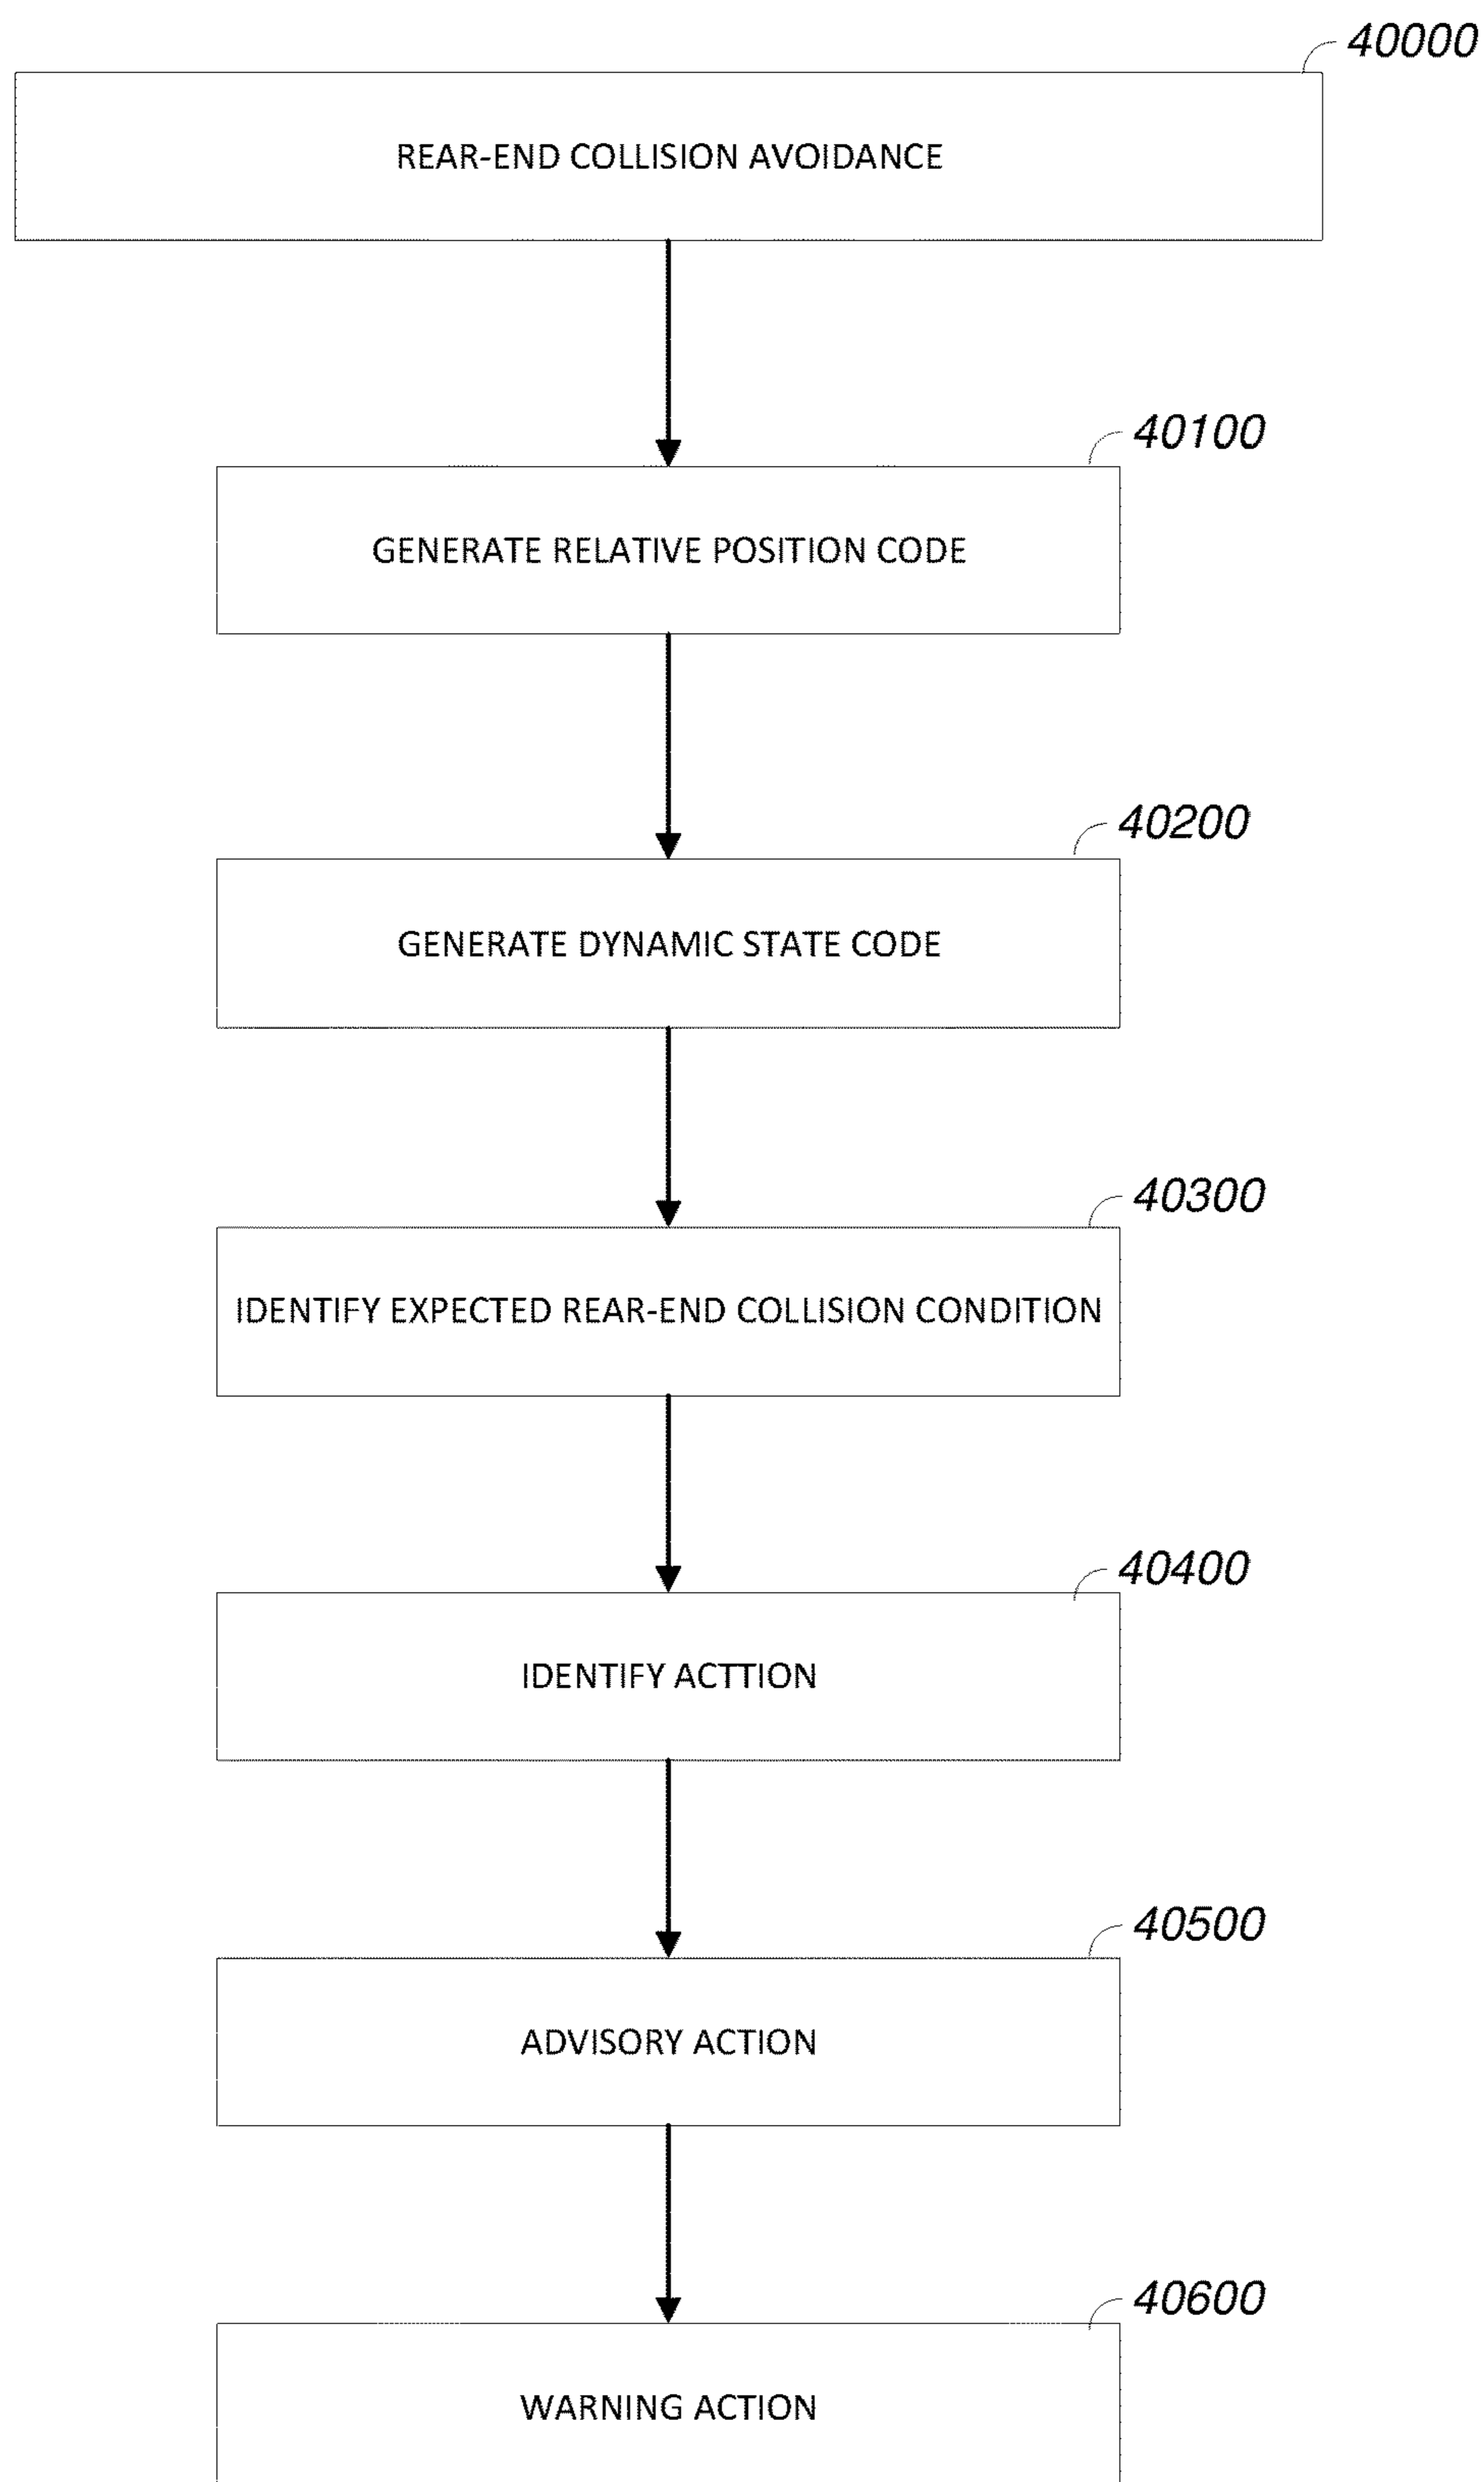 40000
REAR-END COLLISION AVOIDANCE
40100
GENERATE RELATIVE POSITION CODE
40200
GENERATE DYNAMIC STATE CODE
40300
IDENTIFY EXPECTED REAR-END COLLISION CONDITION
40400
IDENTIFY ACTTION
40500
ADVISORY ACTION
40600
WARNING ACTION